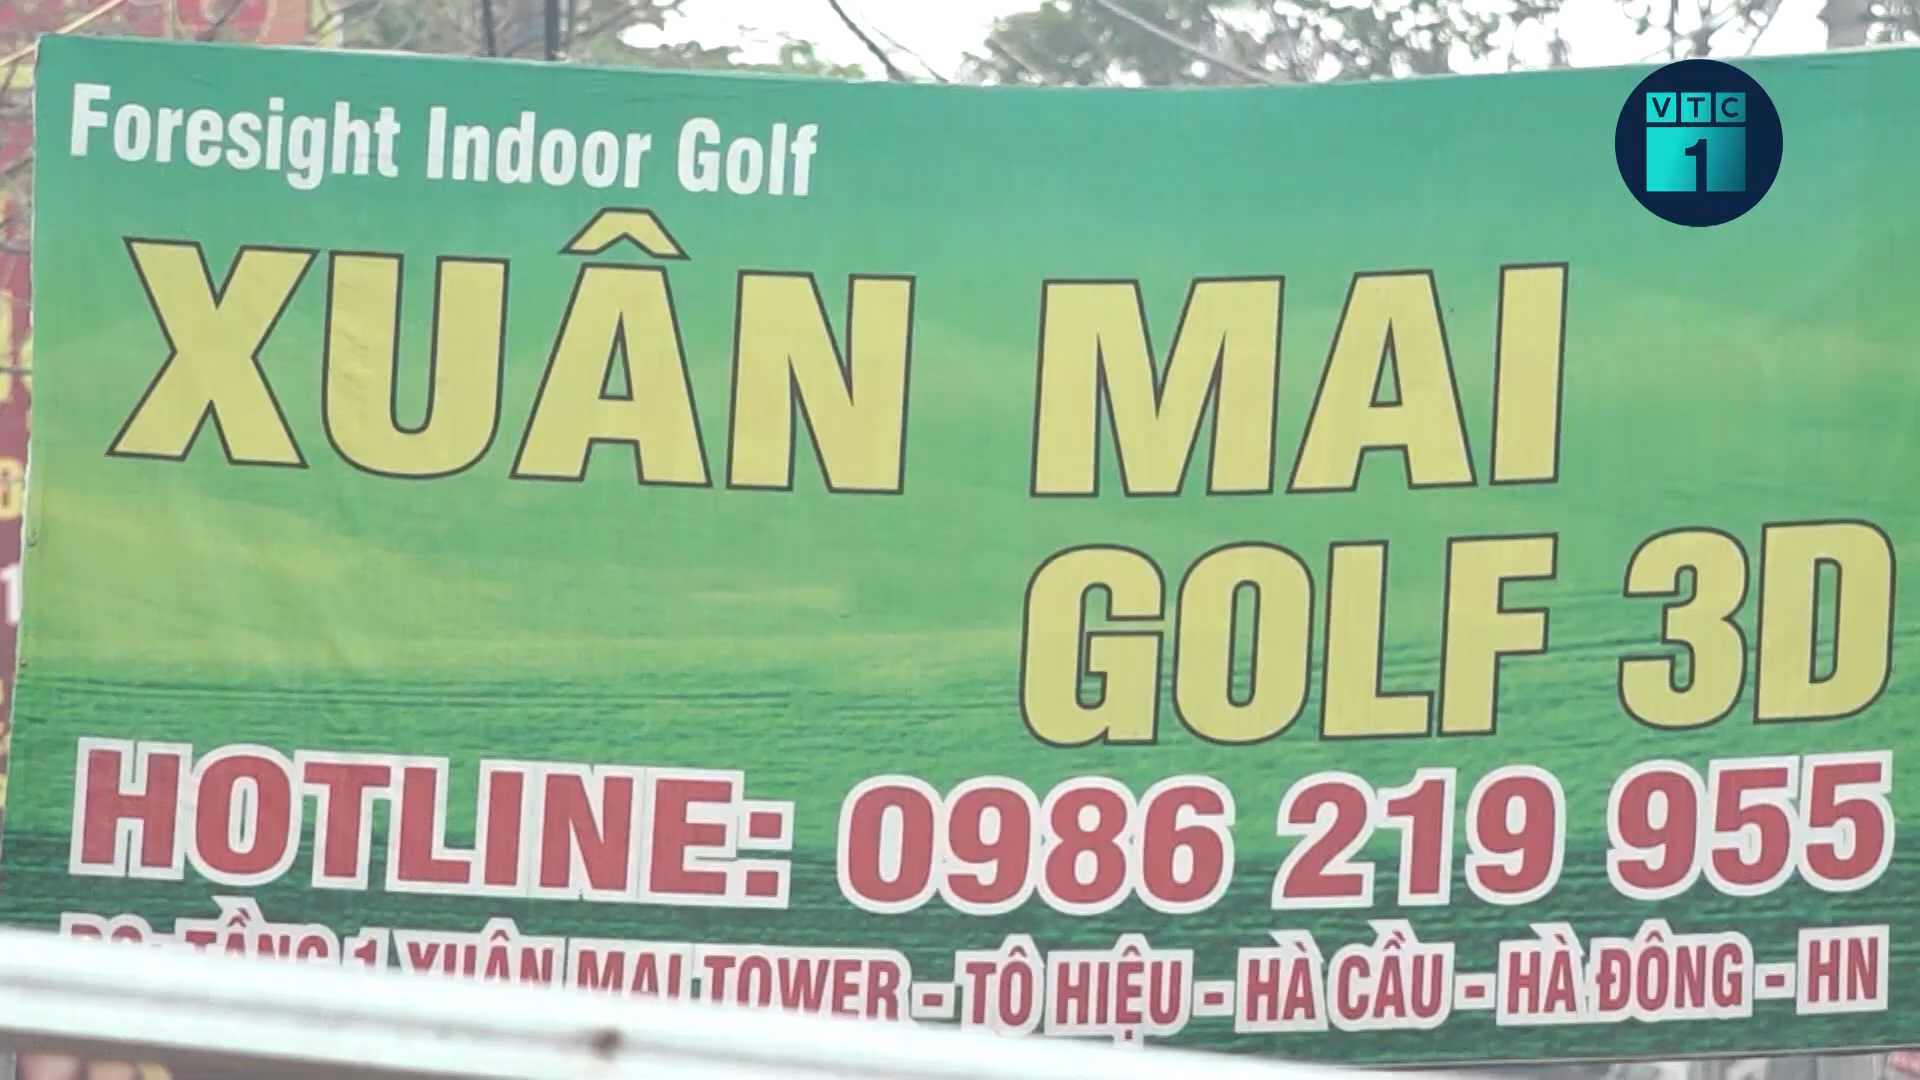 Foresight Indoor Golf
VTC
1
XUÂN MAI
GOLF 3D
HOTLINE: 0986 219 955
ĐC: TẦNG 1 XUÂN MAI TOWER - TÔ HIỆU - HÀ CẦU - HÀ ĐÔNG - HN